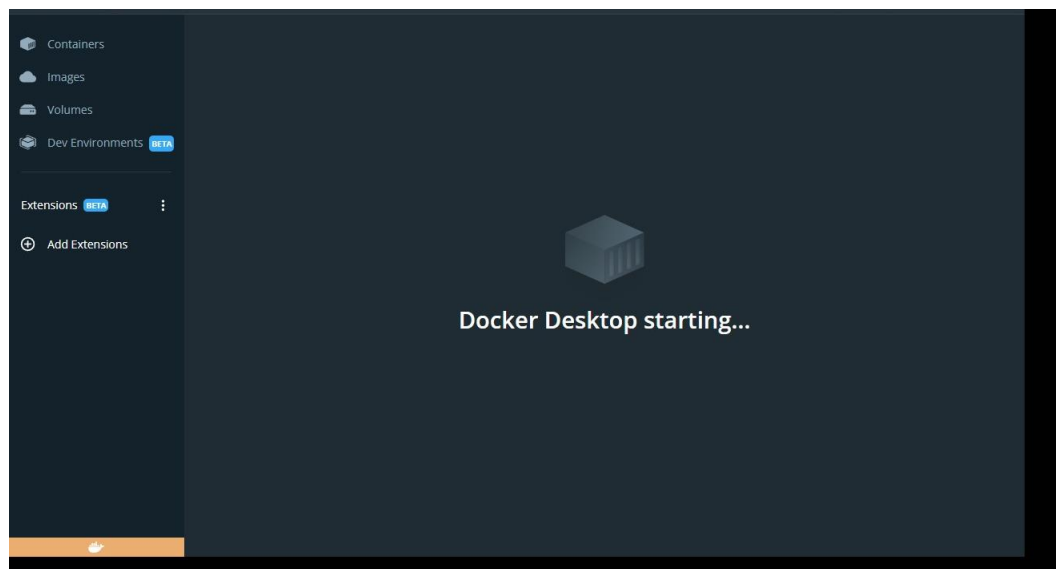 Containers
Images
Volumes
Dev Environments BETA
Extensions BETA
Add Extensions
Docker Desktop starting...